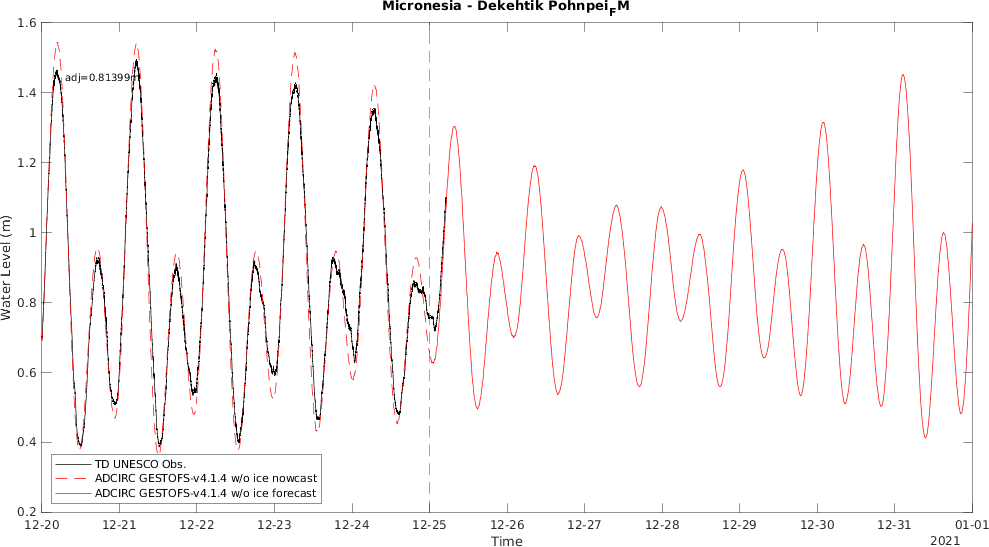 Micronesia - Dekehtik Pohnpei_FM
1.6
1.4
1.2
1
0.8
0.6
0.4
0.2
Water Level (m)
adj=0.81399m
TD UNESCO Obs.
ADCIRC GESTOFS-v4.1.4 w/o ice nowcast
ADCIRC GESTOFS-v4.1.4 w/o ice forecast
12-20 12-21 12-22 12-23 12-24 12-25 12-26 12-27 12-28 12-29 12-30 12-31 01-01
Time
2021